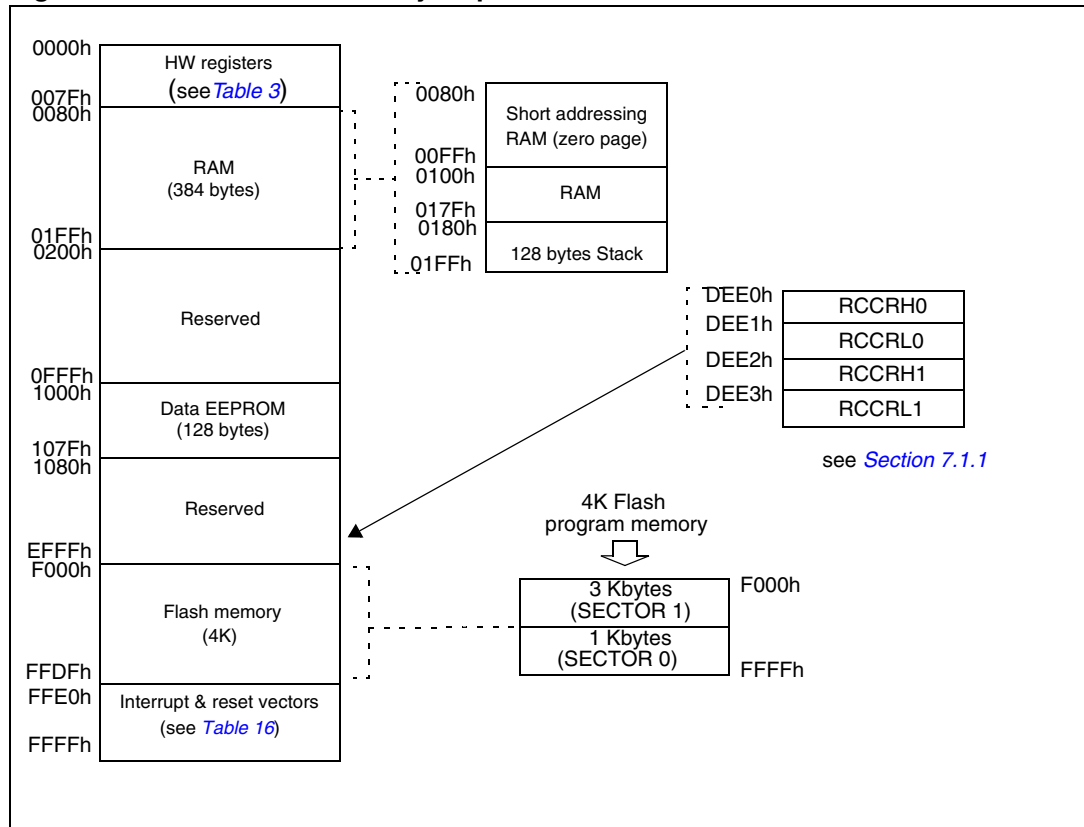 0000h
HW registers
(see Table 3)
007Fh
0080h
RAM
(384 bytes)
01FFh
0200h
Reserved
0FFFh
1000h
Data EEPROM
(128 bytes)
107Fh
1080h
Reserved
EFFFh
F000h
Flash memory
(4K)
FFDFh
FFE0h
Interrupt & reset vectors
(see Table 16)
FFFFh
0080h
Short addressing
RAM (zero page)
00FFh
0100h
RAM
017Fh
0180h
128 bytes Stack
01FFh
DEE0h
RCCRH0
DEE1h
RCCRL0
DEE2h
RCCRH1
DEE3h
RCCRL1
see Section 7.1.1
4K Flash
program memory
3 Kbytes
(SECTOR 1)
F000h
1 Kbytes
(SECTOR 0)
FFFFh